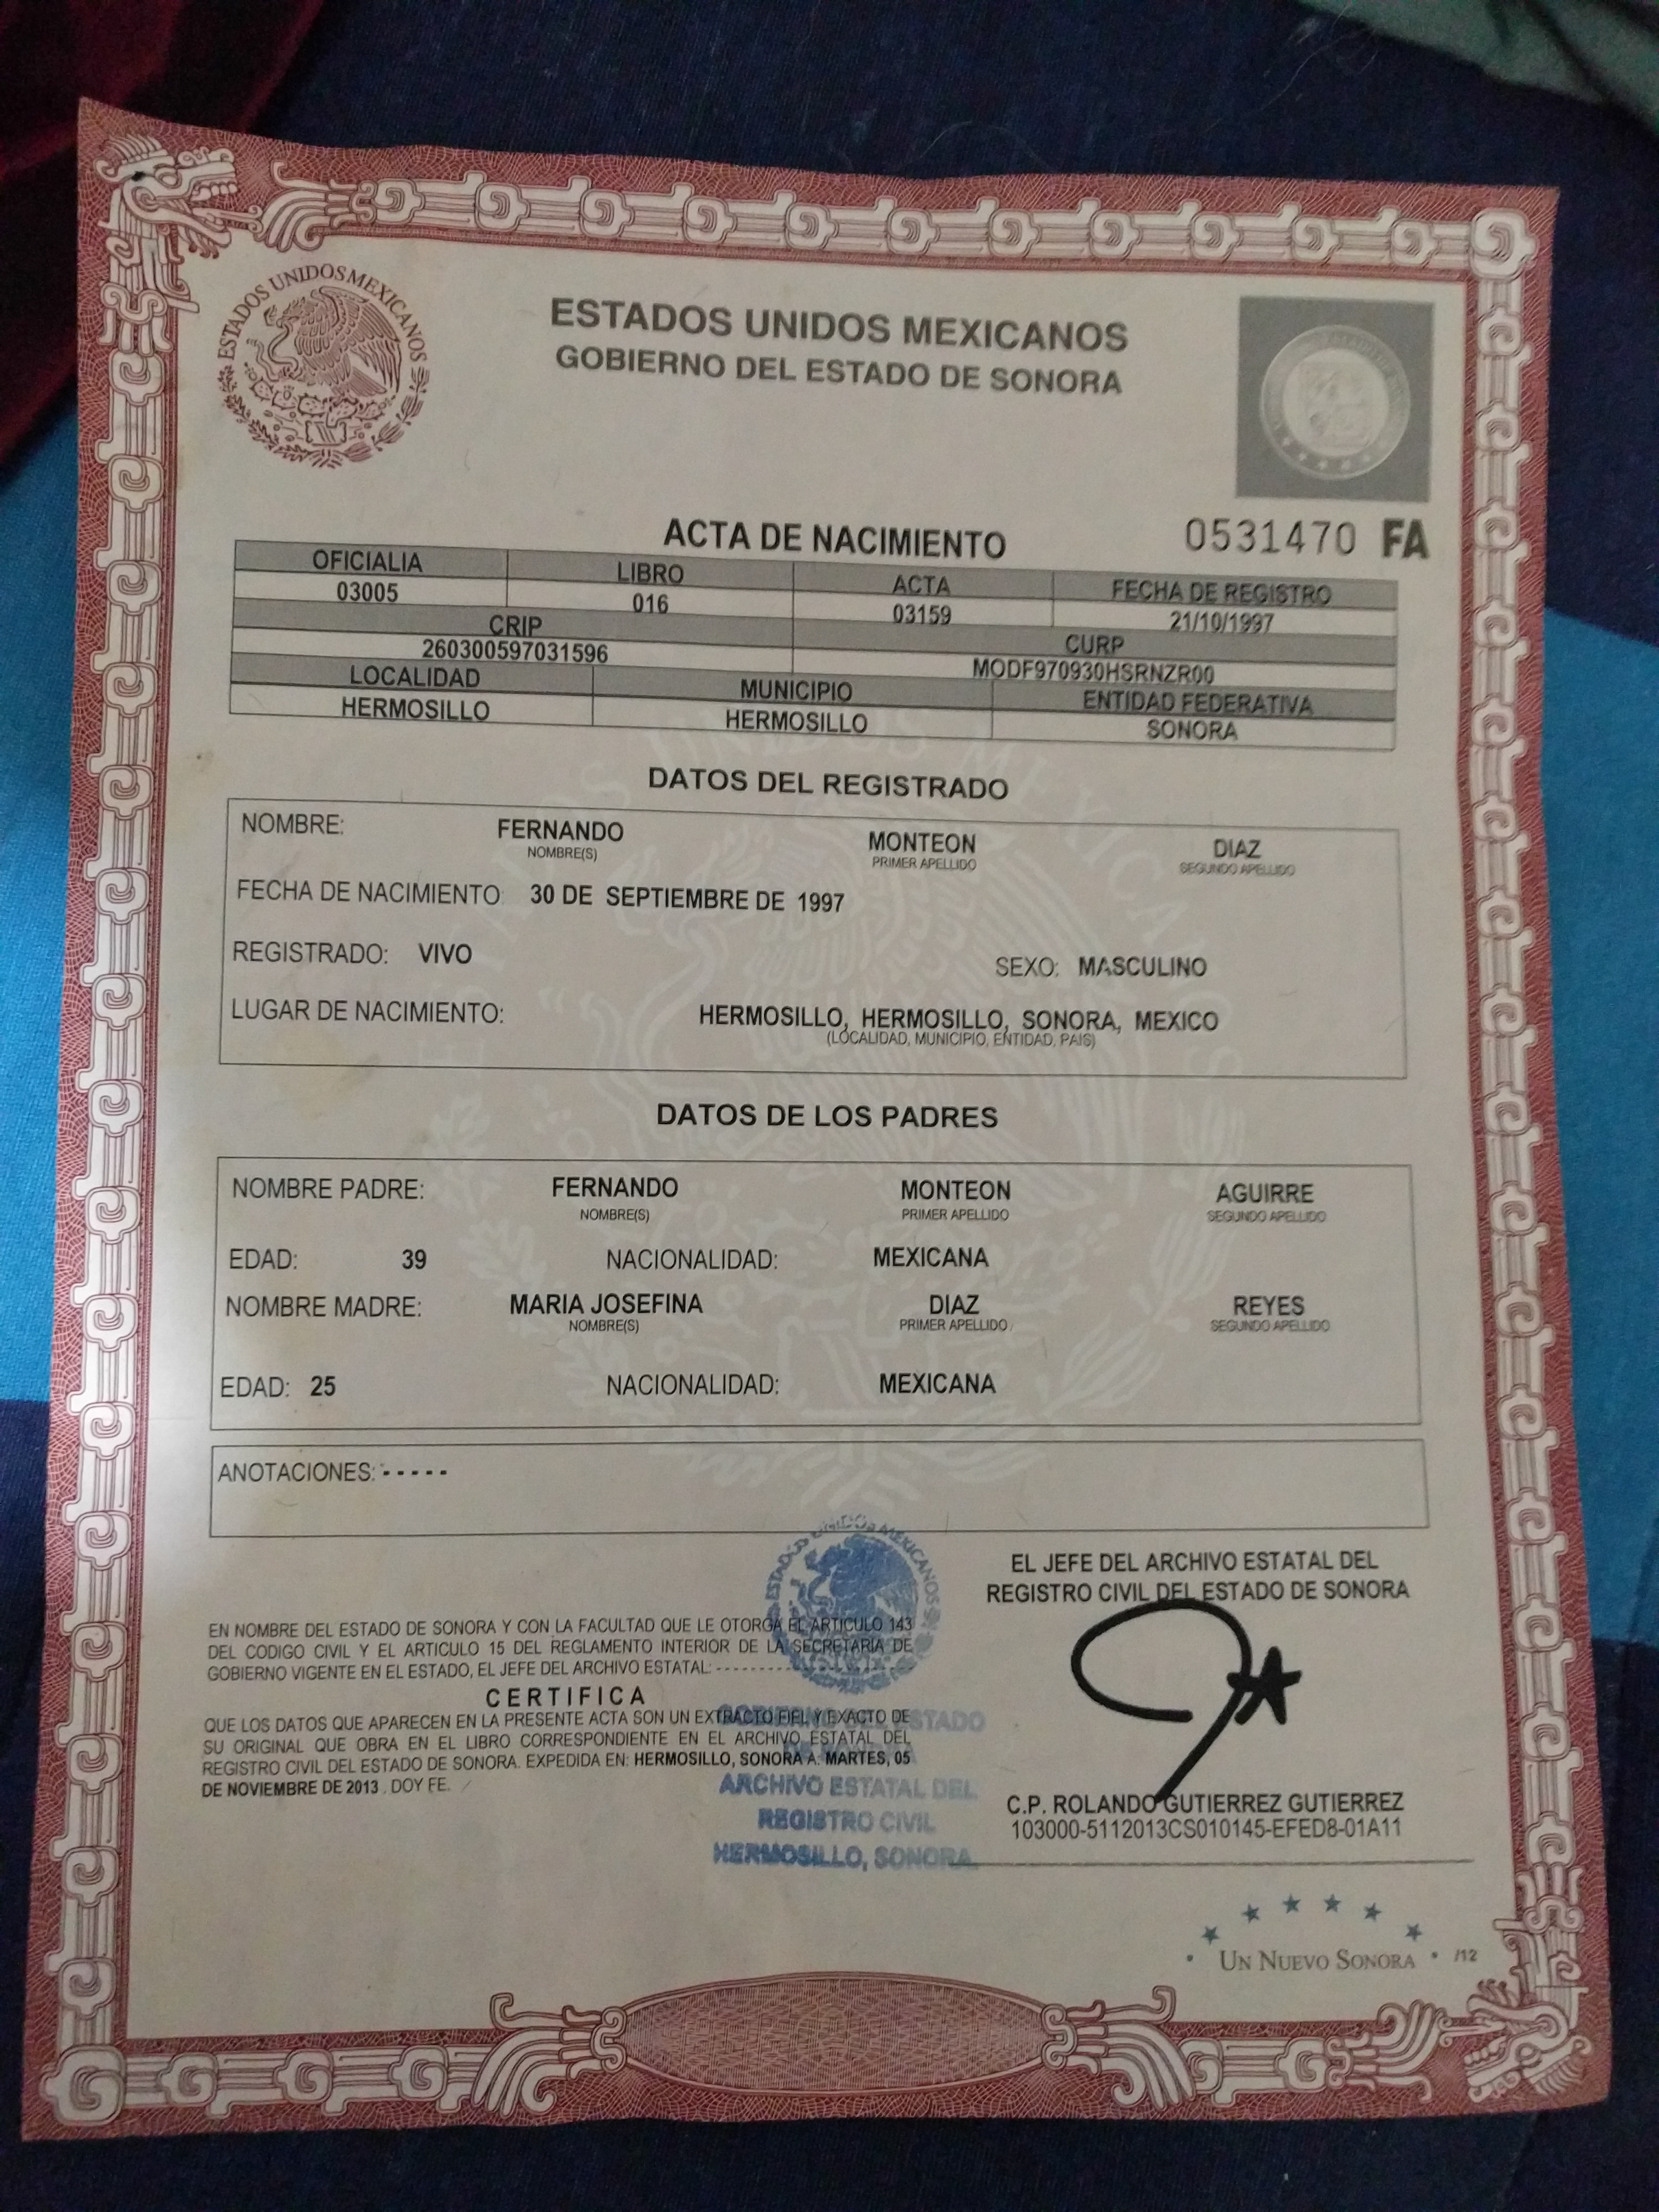 ESTADOS UNIDOS MEXICANOS
ESTADOS UNIDOS MEXICANOS
GOBIERNO DEL ESTADO DE SONORA
ACTA DE NACIMIENTO
0531470 FA
OFICIALIA LIBRO ACTA FECHA DE REGISTRO
03005 016 03159 21/10/1997
CRIP CURP
260300597031596 MODF970930HSRNZR00
LOCALIDAD MUNICIPIO ENTIDAD FEDERATIVA
HERMOSILLO HERMOSILLO SONORA
DATOS DEL REGISTRADO
NOMBRE: FERNANDO MONTEON DIAZ
NOMBRE(S) PRIMER APELLIDO SEGUNDO APELLIDO
FECHA DE NACIMIENTO: 30 DE SEPTIEMBRE DE 1997
REGISTRADO: VIVO SEXO: MASCULINO
LUGAR DE NACIMIENTO: HERMOSILLO, HERMOSILLO, SONORA, MEXICO
(LOCALIDAD, MUNICIPIO, ENTIDAD, PAIS)
DATOS DE LOS PADRES
NOMBRE PADRE: FERNANDO MONTEON AGUIRRE
NOMBRE(S) PRIMER APELLIDO SEGUNDO APELLIDO
EDAD: 39 NACIONALIDAD: MEXICANA
NOMBRE MADRE: MARIA JOSEFINA DIAZ REYES
NOMBRE(S) PRIMER APELLIDO SEGUNDO APELLIDO
EDAD: 25 NACIONALIDAD: MEXICANA
ANOTACIONES: - - - - -
EL JEFE DEL ARCHIVO ESTATAL DEL
REGISTRO CIVIL DEL ESTADO DE SONORA
EN NOMBRE DEL ESTADO DE SONORA Y CON LA FACULTAD QUE LE OTORGA EL ARTICULO 143
DEL CODIGO CIVIL Y EL ARTICULO 15 DEL REGLAMENTO INTERIOR DE LA SECRETARIA DE
GOBIERNO VIGENTE EN EL ESTADO, EL JEFE DEL ARCHIVO ESTATAL: ----------
CERTIFICA
QUE LOS DATOS QUE APARECEN EN LA PRESENTE ACTA SON UN EXTRACTO FIEL Y EXACTO DE
SU ORIGINAL QUE OBRA EN EL LIBRO CORRESPONDIENTE EN EL ARCHIVO ESTATAL DEL
REGISTRO CIVIL DEL ESTADO DE SONORA. EXPEDIDA EN: HERMOSILLO, SONORA A: MARTES, 05
DE NOVIEMBRE DE 2013 . DOY FE.
ESTADOS UNIDOS MEXICANOS
GOBIERNO DEL ESTADO
DE SONORA
ARCHIVO ESTATAL DEL
REGISTRO CIVIL
HERMOSILLO, SONORA
C.P. ROLANDO GUTIERREZ GUTIERREZ
103000-5112013CS010145-EFED8-01A11
UN NUEVO SONORA /12